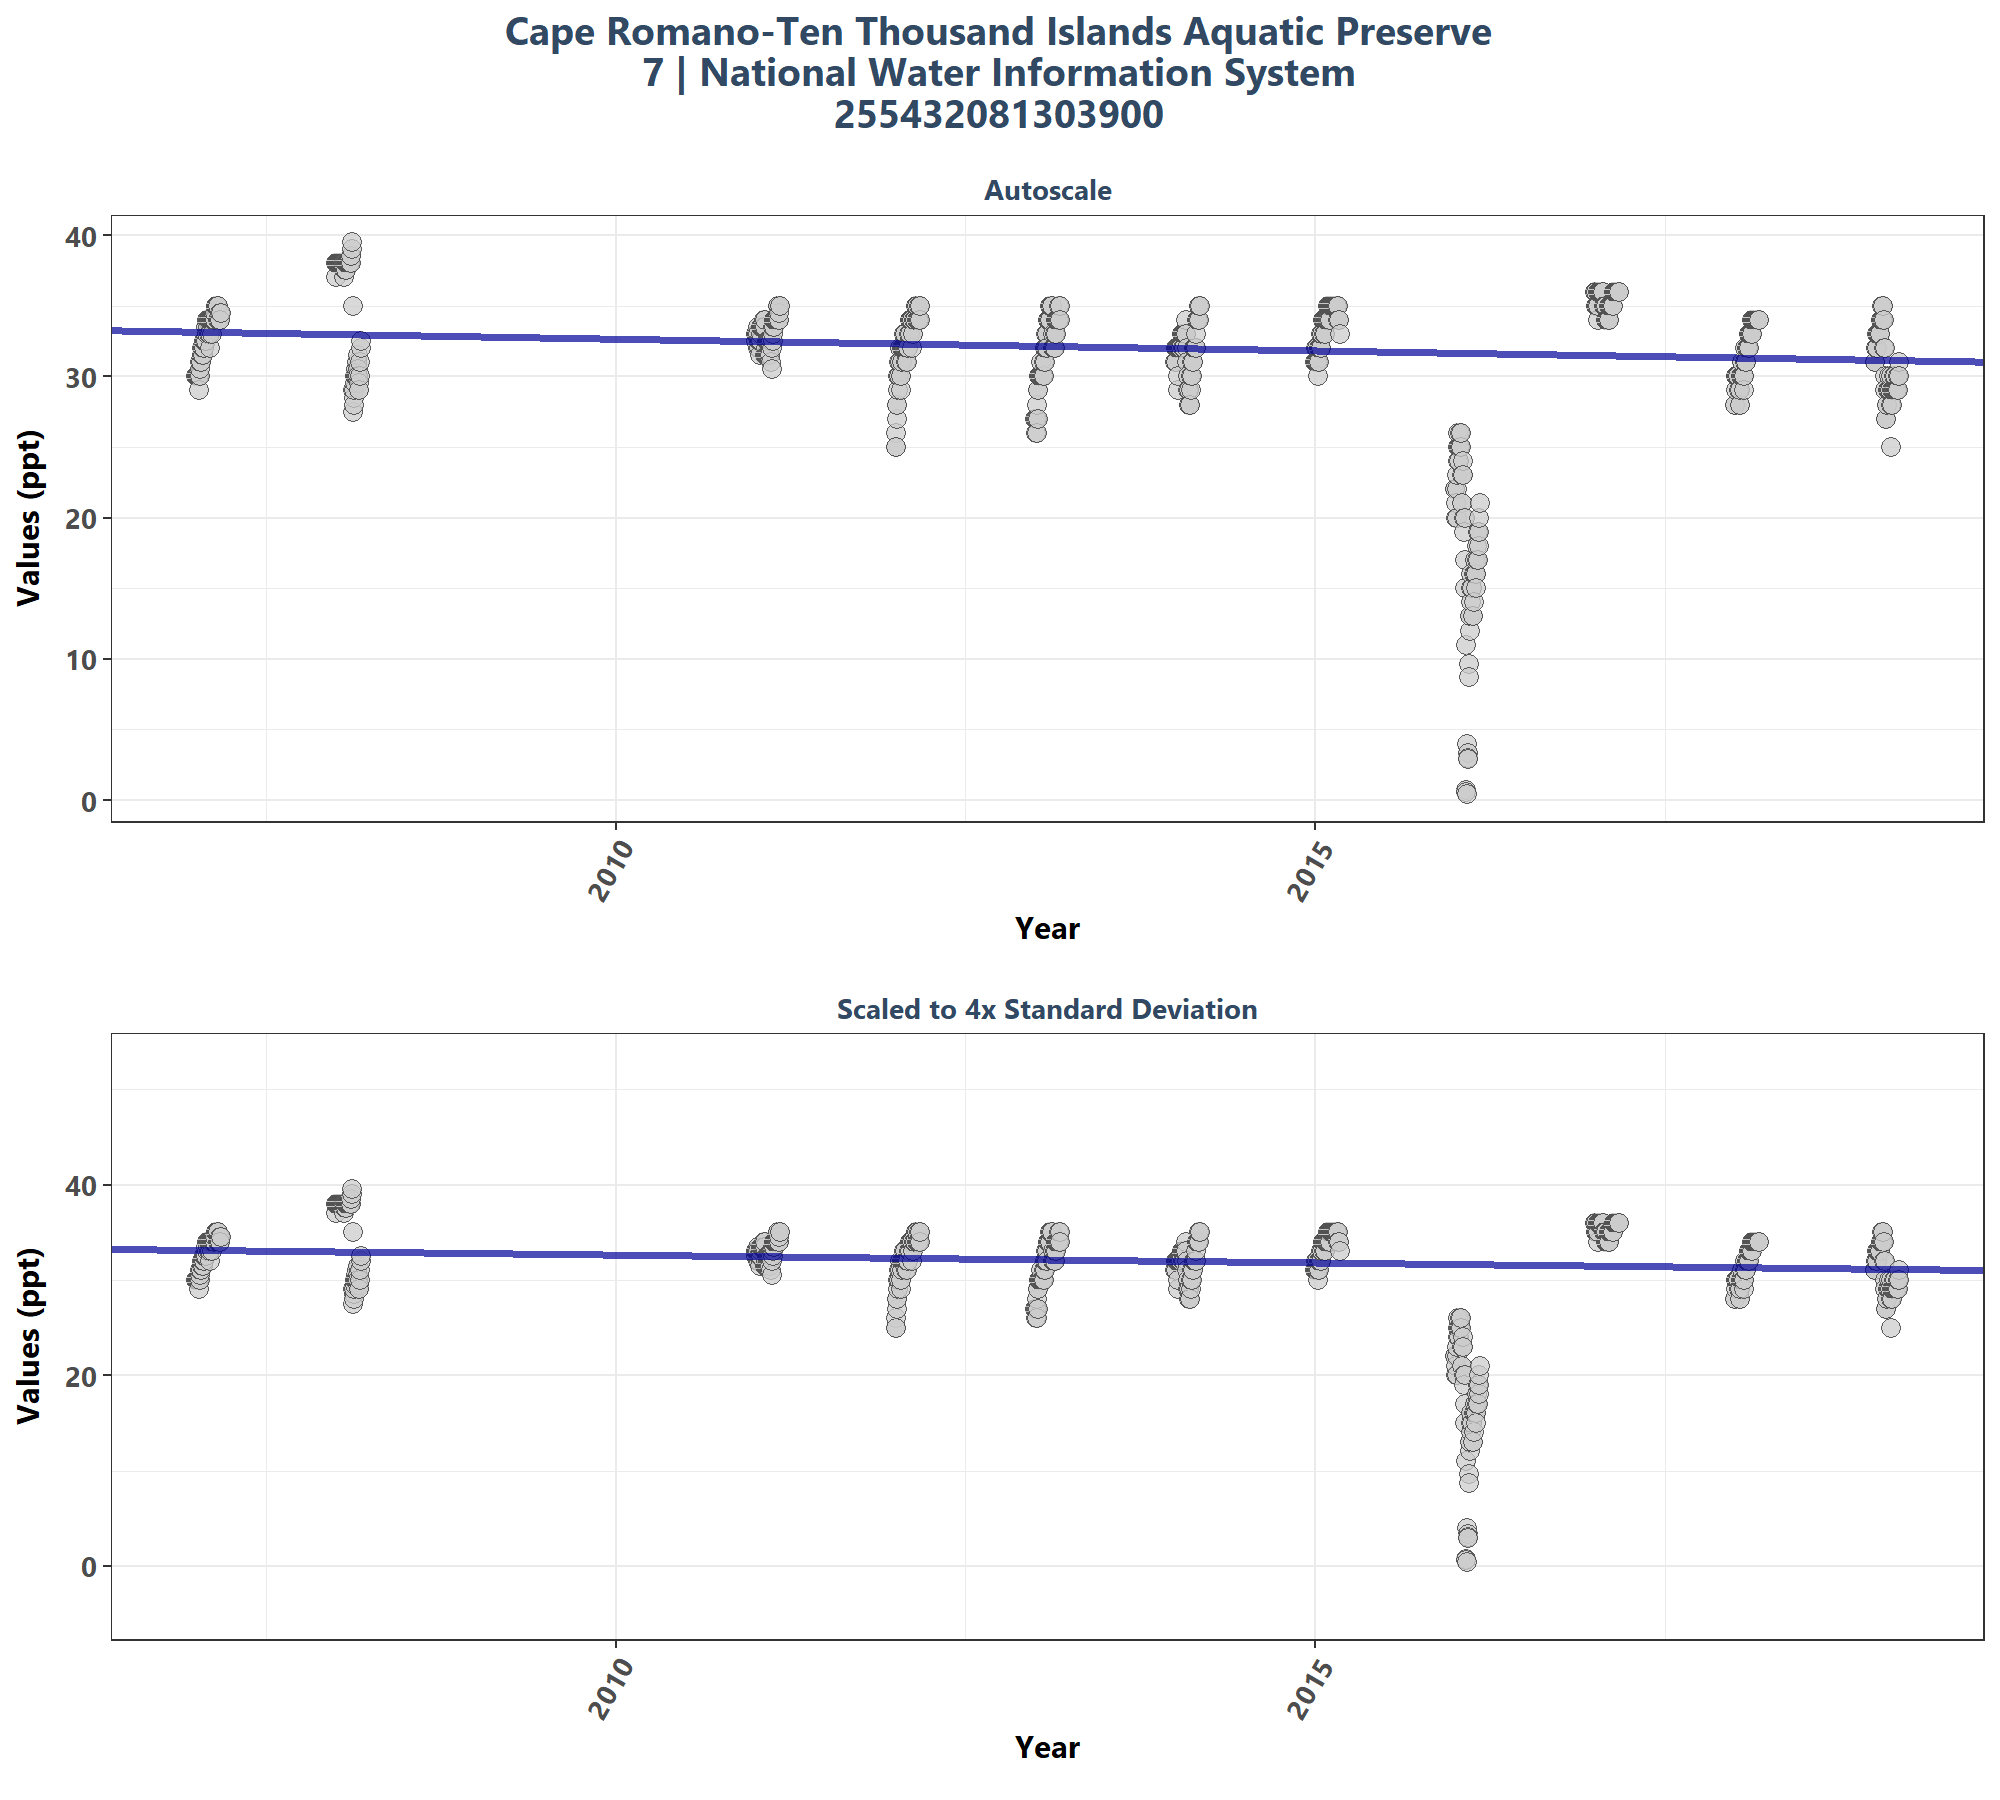 Cape Romano-Ten Thousand Islands Aquatic Preserve
7 | National Water Information System
255432081303900
Autoscale
40
30
20
10
0
Values (ppt)
2010
2015
Year
Scaled to 4x Standard Deviation
40
20
0
Values (ppt)
2010
2015
Year